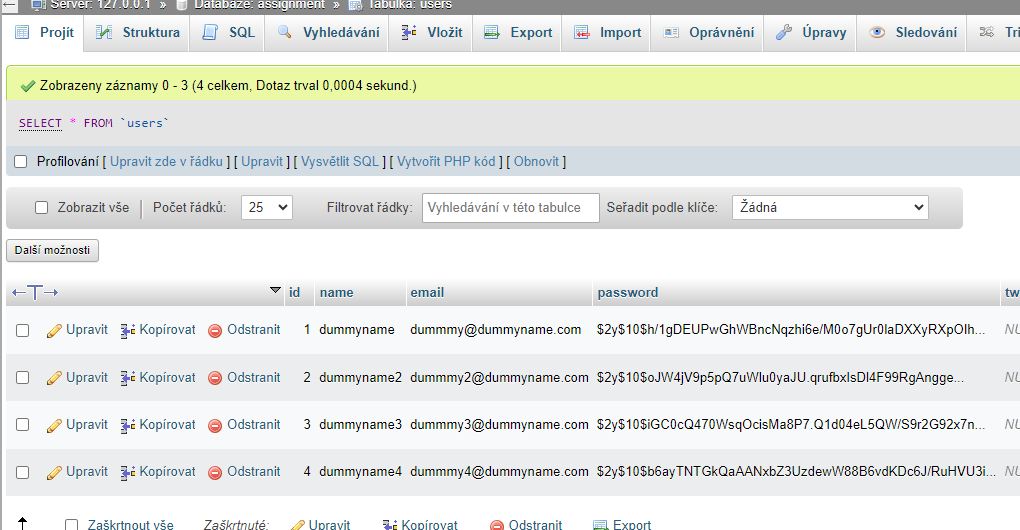 Server: 127.0.0.1 » Databáze: assignment » Tabulka: users
Projít Struktura SQL Vyhledávání Vložit Export Import Oprávnění Úpravy Sledování
Zobrazeny záznamy 0 - 3 (4 celkem, Dotaz trval 0,0004 sekund.)
SELECT * FROM `users`
Profilování [ Upravit zde v řádku ] [ Upravit ] [ Vysvětlit SQL ] [ Vytvořit PHP kód ] [ Obnovit ]
Zobrazit vše Počet řádků: 25 Filtrovat řádky: Vyhledávání v této tabulce Seřadit podle klíče: Žádná
Další možnosti
←T→ id name email password tw
Upravit Kopírovat Odstranit 1 dummyname dummmy@dummyname.com $2y$10$h/1gDEUPwGhWBncNqzhi6e/M0o7gUr0laDXXyRXpOlh...
Upravit Kopírovat Odstranit 2 dummyname2 dummmy2@dummyname.com $2y$10$oJW4jV9p5pQ7uWlu0yaJU.qrufbxlsDl4F99RgAngge...
Upravit Kopírovat Odstranit 3 dummyname3 dummmy3@dummyname.com $2y$10$iGC0cQ470WsqOcisMa8P7.Q1d04eL5QW/S9r2G92x7n...
Upravit Kopírovat Odstranit 4 dummyname4 dummmy4@dummyname.com $2y$10$b6ayTNTGkQaAANxbZ3UzdewW88B6vdKDc6J/RuHVU3i...
Zaškrtnout vše Zaškrtnuté: Upravit Kopírovat Odstranit Export